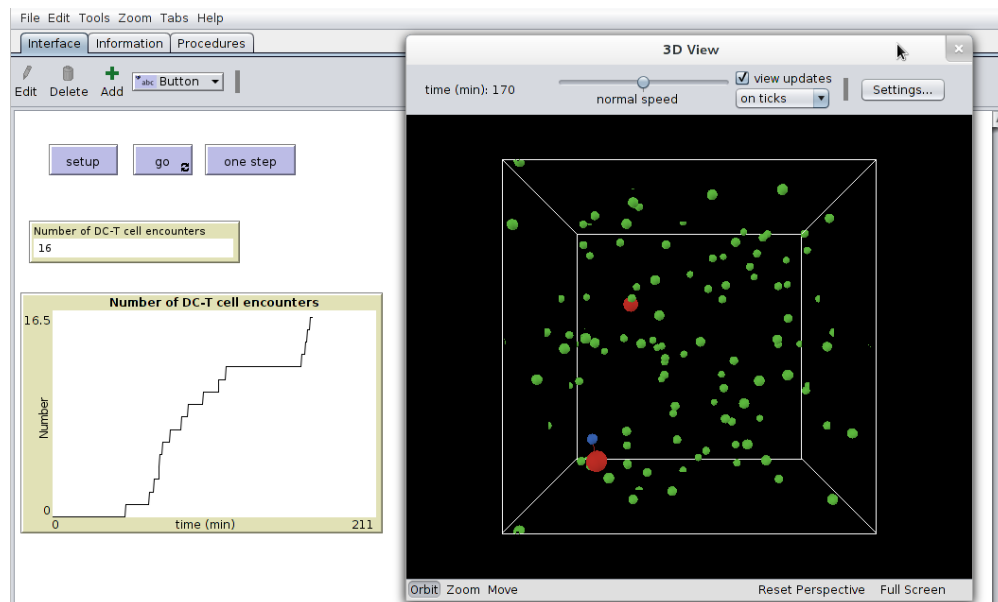 File Edit Tools Zoom Tabs Help
Interface Information Procedures
Edit Delete Add
abc Button
3D View
time (min): 170
normal speed
view updates
on ticks
Settings...
setup
go
one step
Number of DC-T cell encounters
16
Number of DC-T cell encounters
16.5
Number
0
0
time (min)
211
Orbit Zoom Move
Reset Perspective Full Screen